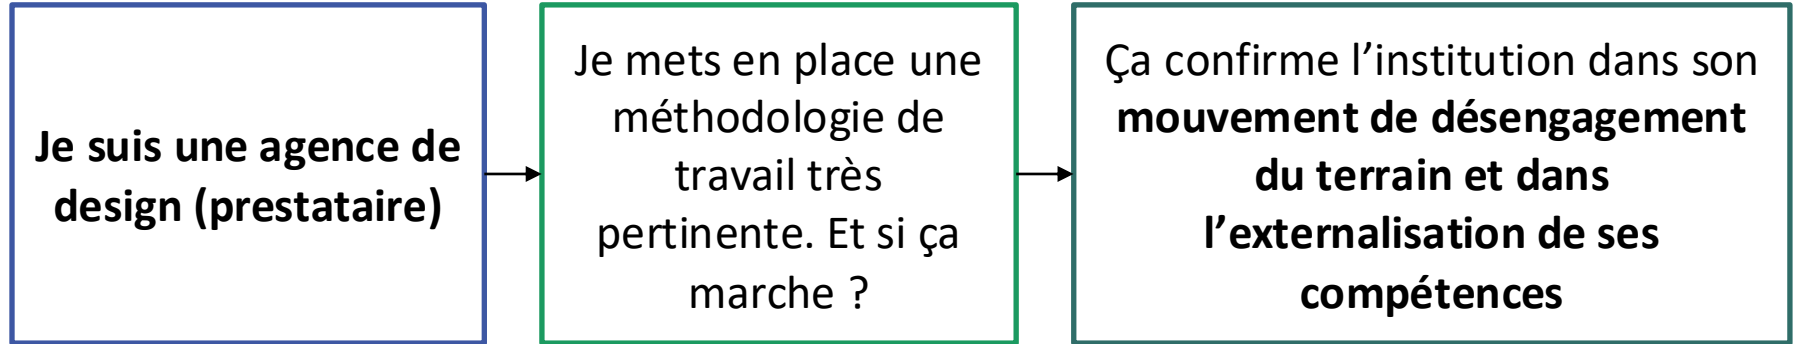 Je suis une agence de
design (prestataire)
Je mets en place une
méthodologie de
travail très
pertinente. Et si ça
marche ?
Ça confirme l’institution dans son
mouvement de désengagement
du terrain et dans
l’externalisation de ses
compétences